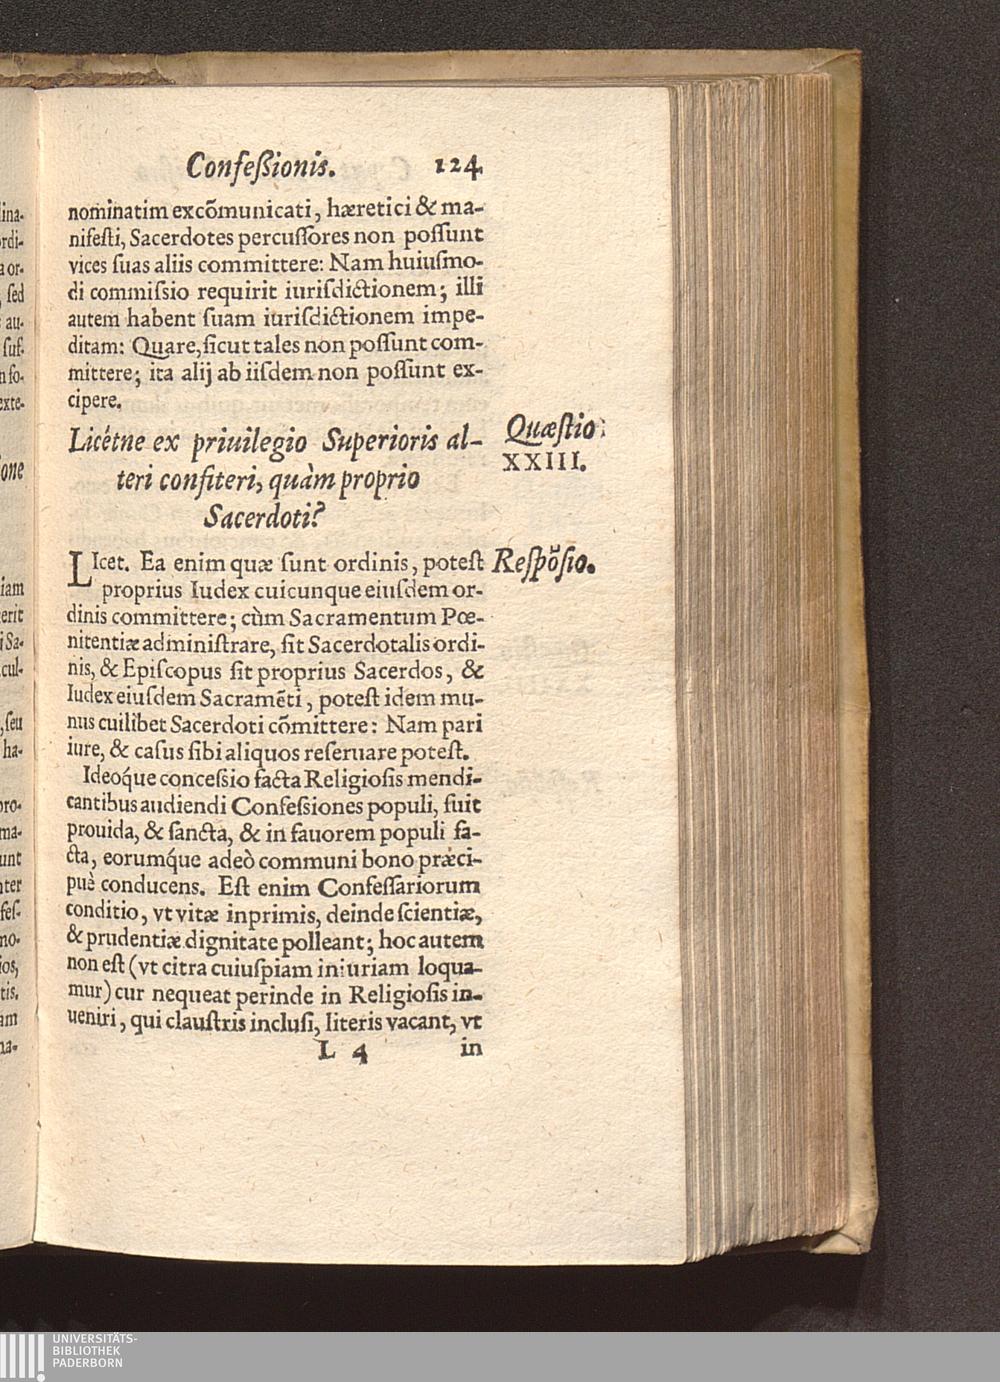 Confeßionis. 124
nominatim excõmunicati, hæretici & ma-
nifeſti, Sacerdotes percuſſores non poſſunt
vices ſuas aliis committere: Nam huiuſmo-
di commiſsio requirit iuriſdictionem; illi
autem habent ſuam iuriſdictionem impe-
ditam: Quare, ſicut tales non poſſunt com-
mittere; ita alij ab iiſdem non poſſunt ex-
cipere.
Licétne ex priuilegio Superioris al-
teri confiteri, quàm proprio
Sacerdoti?
Quæſtio
XXIII.
LIcet. Ea enim quæ ſunt ordinis, poteſt
Reſpõſio.
proprius Iudex cuicunque eiuſdem or-
dinis committere; cùm Sacramentum Pœ-
nitentiæ adminiſtrare, ſit Sacerdotalis ordi-
nis, & Epiſcopus ſit proprius Sacerdos, &
Iudex eiuſdem Sacramẽti, poteſt idem mu-
nus cuilibet Sacerdoti cõmittere: Nam pari
iure, & caſus ſibi aliquos reſeruare poteſt.
Ideoq́ue conceſsio facta Religioſis mendi-
cantibus audiendi Confeſsiones populi, fuit
prouida, & ſancta, & in fauorem populi fa-
cta, eorumq́ue adeò communi bono præci-
puè conducens. Eſt enim Confeſſariorum
conditio, vt vitæ inprimis, deinde ſcientiæ,
& prudentiæ dignitate polleant; hoc autem
non eſt (vt citra cuiuſpiam iniuriam loqua-
mur) cur nequeat perinde in Religioſis in-
ueniri, qui clauſtris incluſi, literis vacant, vt
L 4 in
UNIVERSITÄTS-
BIBLIOTHEK
PADERBORN